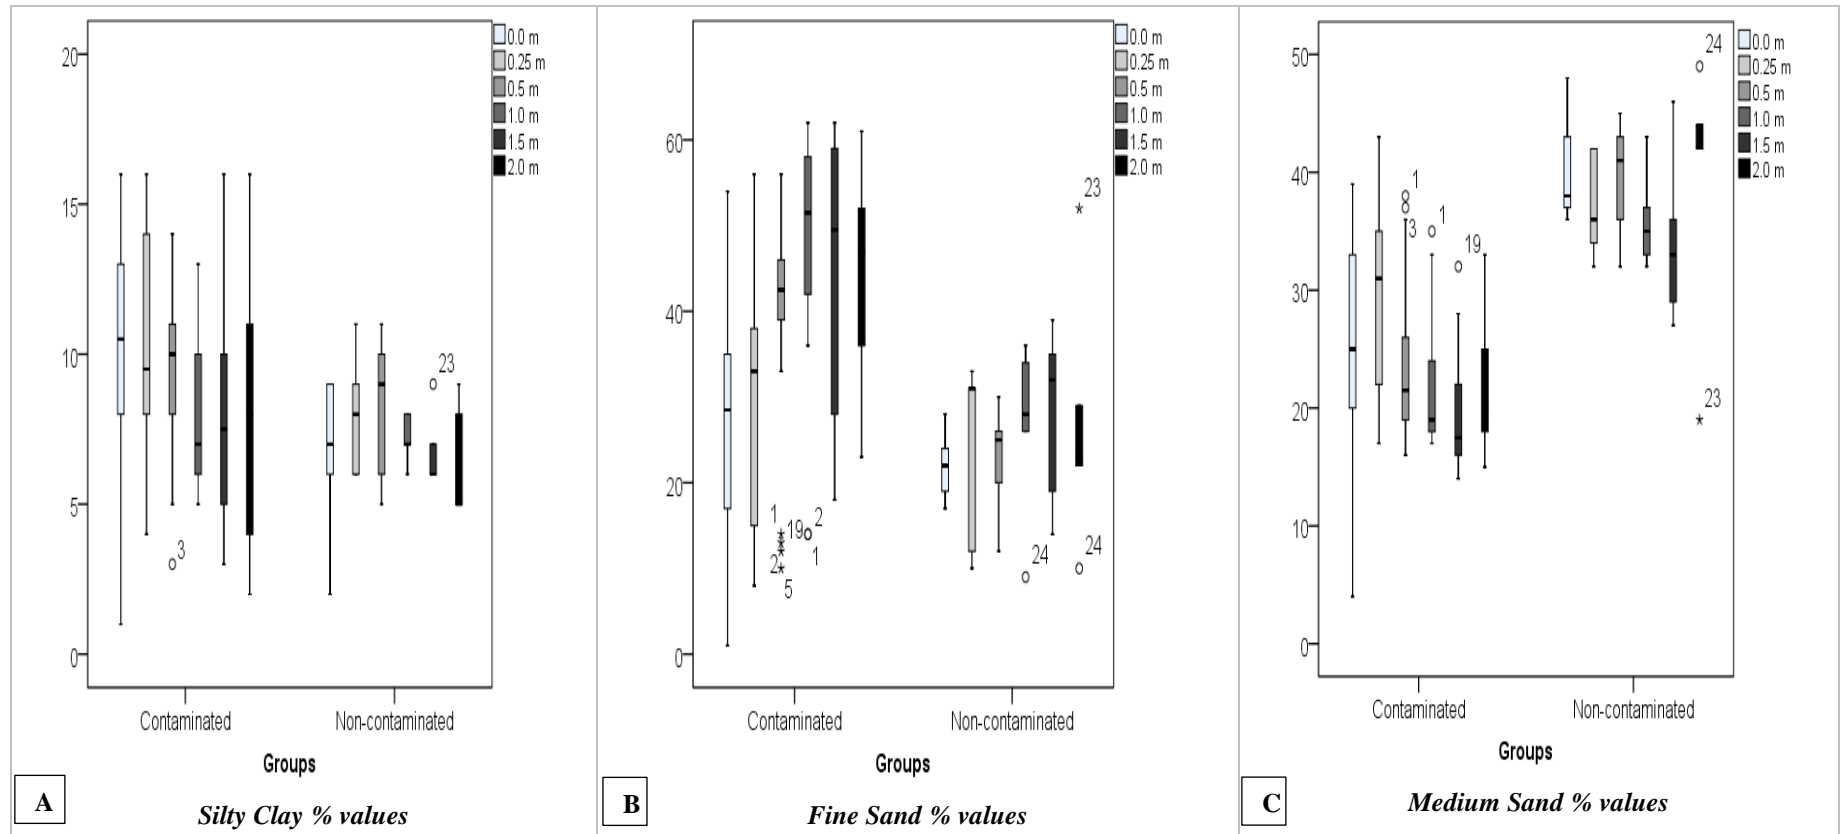 20
15
10
5
0
0.0 m
0.25 m
0.5 m
1.0 m
1.5 m
2.0 m
3
23
Contaminated
Non-contaminated
Groups
A
Silty Clay % values
60
40
20
0
0.0 m
0.25 m
0.5 m
1.0 m
1.5 m
2.0 m
1
19
2
2
1
5
24
23
24
Contaminated
Non-contaminated
Groups
B
Fine Sand % values
50
40
30
20
10
0
0.0 m
0.25 m
0.5 m
1.0 m
1.5 m
2.0 m
1
3
1
19
24
23
Contaminated
Non-contaminated
Groups
C
Medium Sand % values